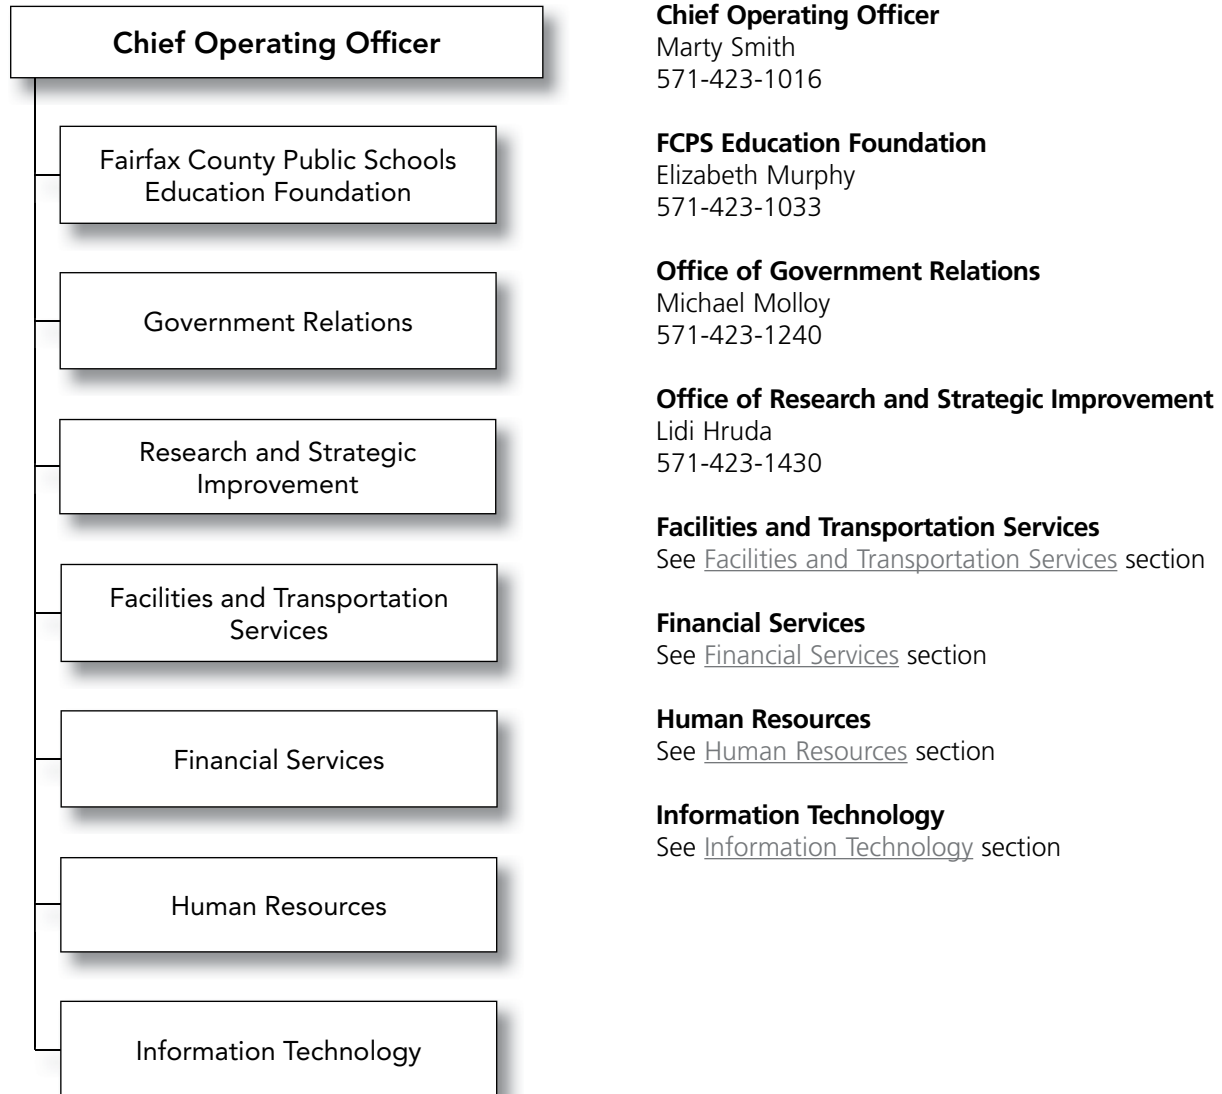 Chief Operating Officer
Fairfax County Public Schools
Education Foundation
Government Relations
Research and Strategic
Improvement
Facilities and Transportation
Services
Financial Services
Human Resources
Information Technology
Chief Operating Officer
Marty Smith
571-423-1016
FCPS Education Foundation
Elizabeth Murphy
571-423-1033
Office of Government Relations
Michael Molloy
571-423-1240
Office of Research and Strategic Improvement
Lidi Hruda
571-423-1430
Facilities and Transportation Services
See Facilities and Transportation Services section
Financial Services
See Financial Services section
Human Resources
See Human Resources section
Information Technology
See Information Technology section